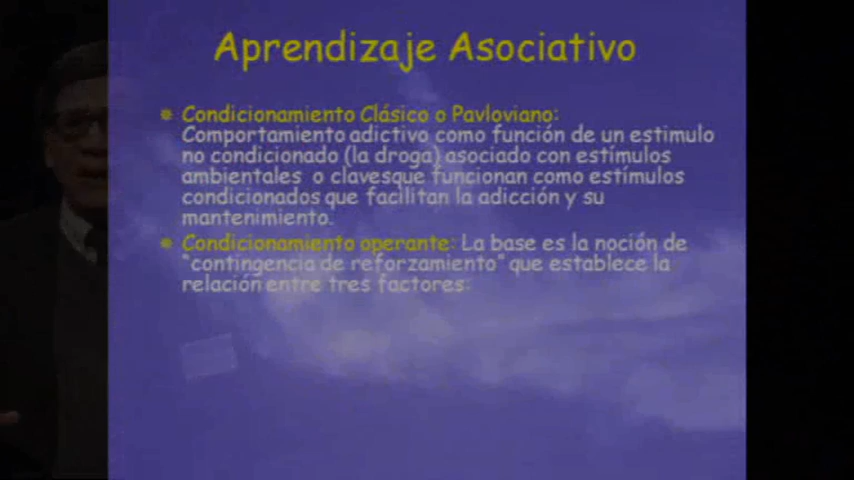 Aprendizaje Asociativo
Condicionamiento Clásico o Pavloviano:
Comportamiento adictivo como función de un estimulo
no condicionado (la droga) asociado con estímulos
ambientales o clavesque funcionan como estímulos
condicionados que facilitan la adicción y su
mantenimiento.
Condicionamiento operante: La base es la noción de
"contingencia de reforzamiento" que establece la
relación entre tres factores: